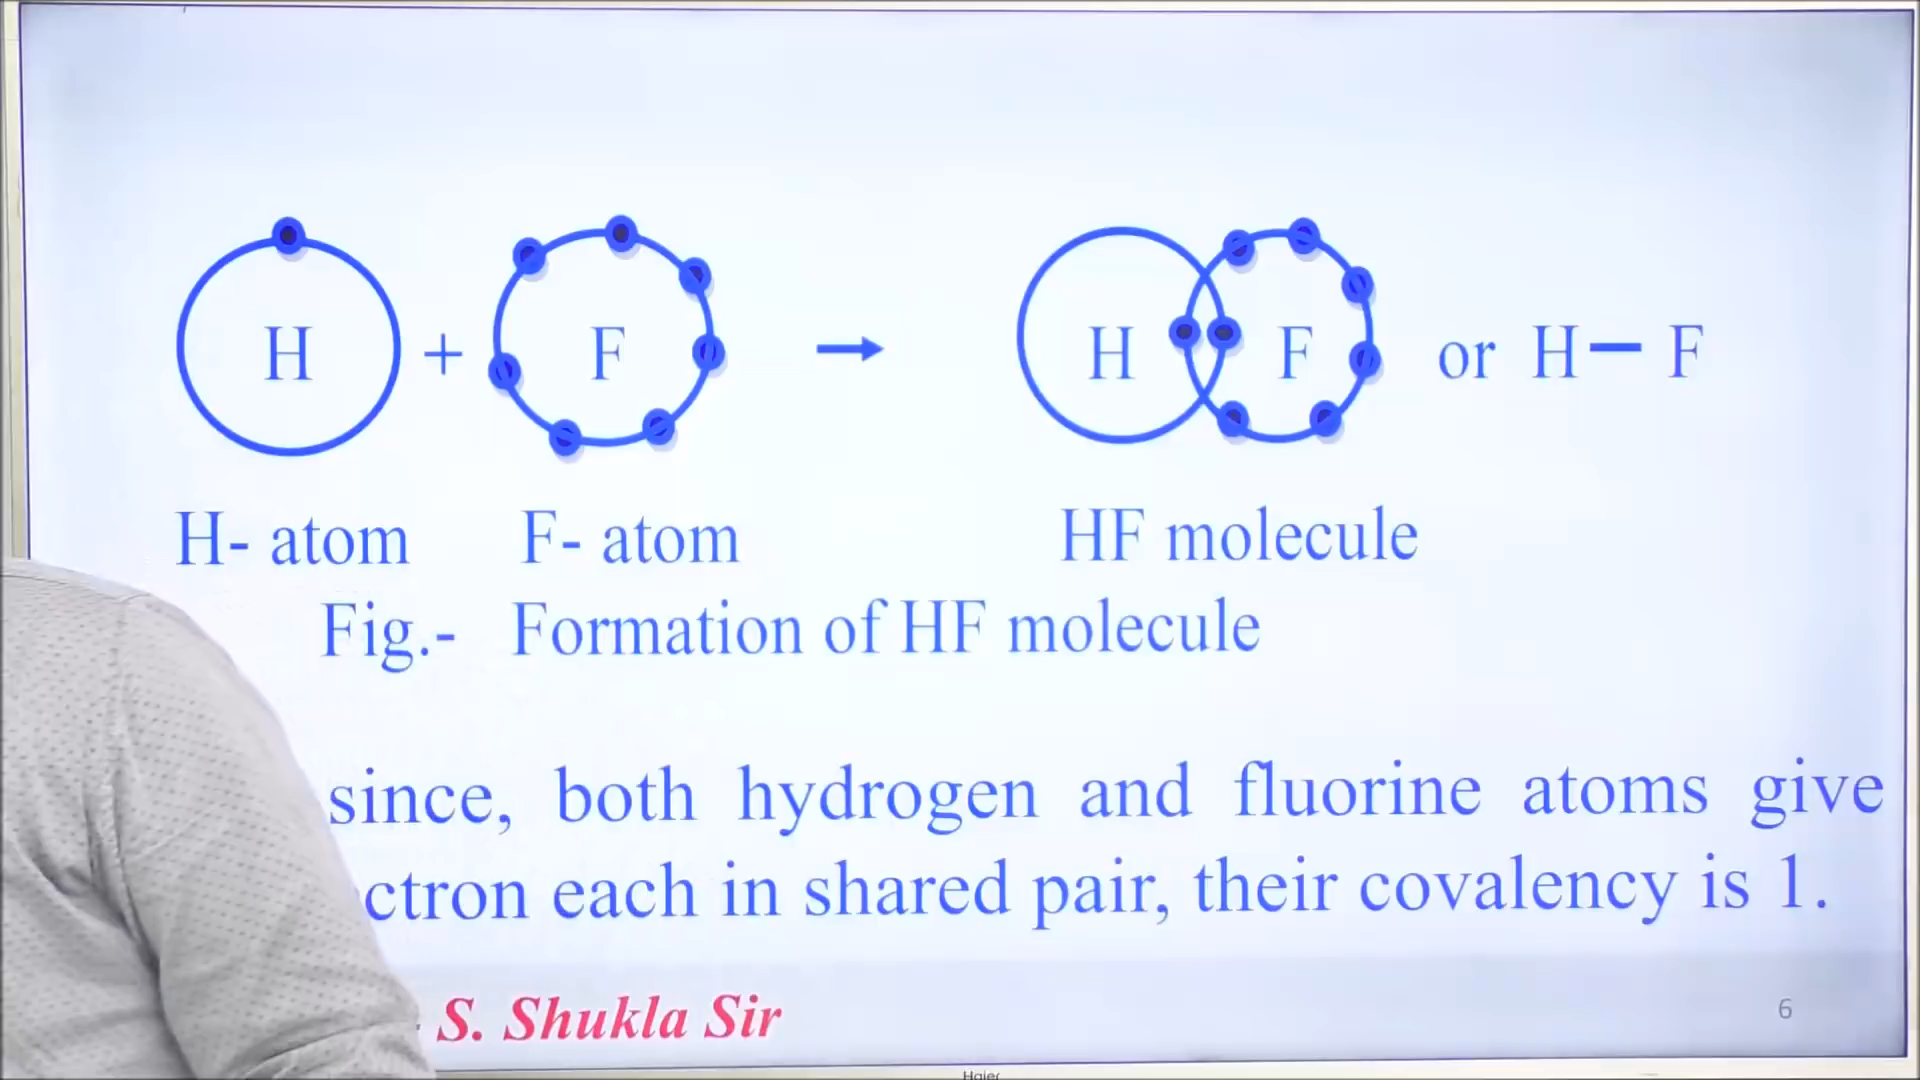 H + F → H F or H — F
H- atom F- atom HF molecule
Fig.- Formation of HF molecule
since, both hydrogen and fluorine atoms give
ctron each in shared pair, their covalency is 1.
S. Shukla Sir
6
Haier